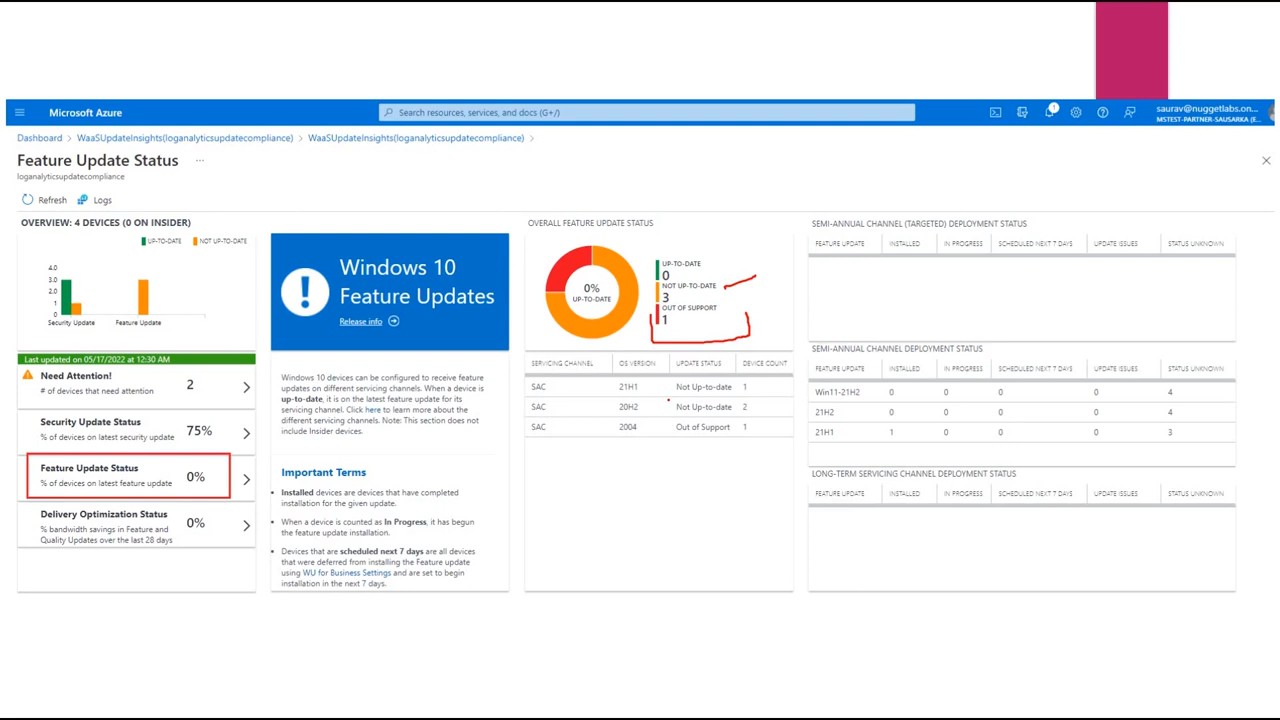 Microsoft Azure
Search resources, services, and docs (G+/)
1
saurav@nuggetlabs.on...
MSTEST-PARTNER-SAUSARKA (E...
Dashboard > WaaSUpdateInsights(loganalyticsupdatecompliance) > WaaSUpdateInsights(loganalyticsupdatecompliance) >
Feature Update Status ...
loganalyticsupdatecompliance
Refresh Logs
OVERVIEW: 4 DEVICES (0 ON INSIDER)
UP-TO-DATE NOT UP-TO-DATE
4.0
3.0
2.0
1
0
Security Update Feature Update
Last updated on 05/17/2022 at 12:30 AM
Need Attention!
# of devices that need attention
2
Security Update Status
% of devices on latest security update
75%
Feature Update Status
% of devices on latest feature update
0%
Delivery Optimization Status
% bandwidth savings in Feature and
Quality Updates over the last 28 days
0%
Windows 10
Feature Updates
Release info
Windows 10 devices can be configured to receive feature
updates on different servicing channels. When a device is
up-to-date, it is on the latest feature update for its
servicing channel. Click here to learn more about the
different servicing channels. Note: This section does not
include Insider devices.
Important Terms
• Installed devices are devices that have completed
installation for the given update.
• When a device is counted as In Progress, it has begun
the feature update installation.
• Devices that are scheduled next 7 days are all devices
that were deferred from installing the Feature update
using WU for Business Settings and are set to begin
installation in the next 7 days.
OVERALL FEATURE UPDATE STATUS
0%
UP-TO-DATE
UP-TO-DATE
0
NOT UP-TO-DATE
3
OUT OF SUPPORT
1
SERVICING CHANNEL OS VERSION UPDATE STATUS DEVICE COUNT
SAC 21H1 Not Up-to-date 1
SAC 20H2 Not Up-to-date 2
SAC 2004 Out of Support 1
SEMI-ANNUAL CHANNEL (TARGETED) DEPLOYMENT STATUS
FEATURE UPDATE INSTALLED IN PROGRESS SCHEDULED NEXT 7 DAYS UPDATE ISSUES STATUS UNKNOWN
SEMI-ANNUAL CHANNEL DEPLOYMENT STATUS
FEATURE UPDATE INSTALLED IN PROGRESS SCHEDULED NEXT 7 DAYS UPDATE ISSUES STATUS UNKNOWN
Win11-21H2 0 0 0 0 4
21H2 0 0 0 0 4
21H1 1 0 0 0 3
LONG-TERM SERVICING CHANNEL DEPLOYMENT STATUS
FEATURE UPDATE INSTALLED IN PROGRESS SCHEDULED NEXT 7 DAYS UPDATE ISSUES STATUS UNKNOWN